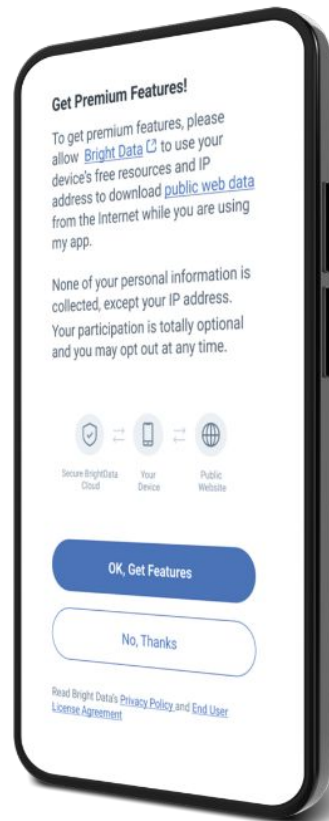 Get Premium Features!
To get premium features, please
allow Bright Data to use your
device's free resources and IP
address to download public web data
from the Internet while you are using
my app.
None of your personal information is
collected, except your IP address.
Your participation is totally optional
and you may opt out at any time.
Secure BrightData
Cloud
Your
Device
Public
Website
OK, Get Features
No, Thanks
Read Bright Data's Privacy Policy and End User
License Agreement